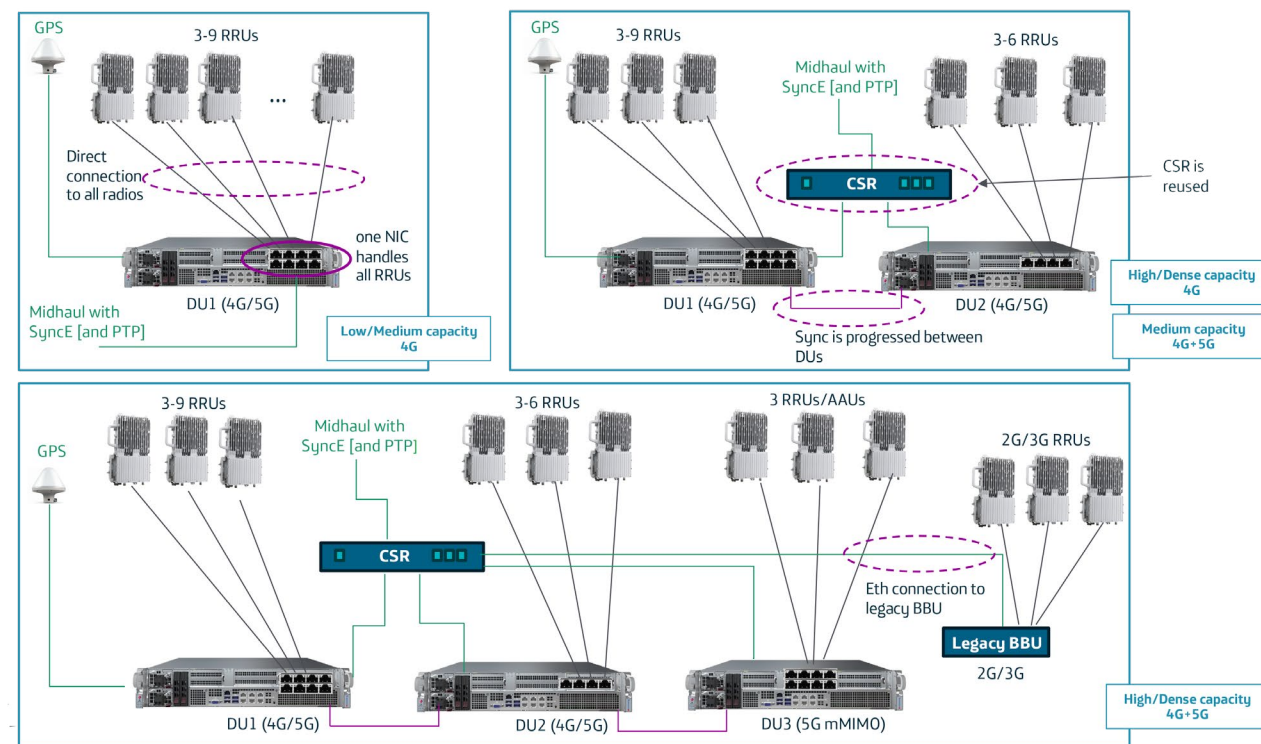 GPS
3-9 RRUs
...
Direct
connection
to all radios
one NIC
handles
all RRUs
DU1 (4G/5G)
Midhaul with
SyncE [and PTP]
Low/Medium capacity
4G
GPS
3-9 RRUs
3-6 RRUs
Midhaul with
SyncE [and PTP]
CSR
CSR is
reused
DU1 (4G/5G)
DU2 (4G/5G)
Sync is progressed between
DUs
High/Dense capacity
4G
Medium capacity
4G+5G
3-9 RRUs
3-6 RRUs
3 RRUs/AAUs
2G/3G RRUs
GPS
Midhaul with
SyncE [and PTP]
CSR
Eth connection to
legacy BBU
Legacy BBU
2G/3G
DU1 (4G/5G)
DU2 (4G/5G)
DU3 (5G mMIMO)
High/Dense capacity
4G+5G